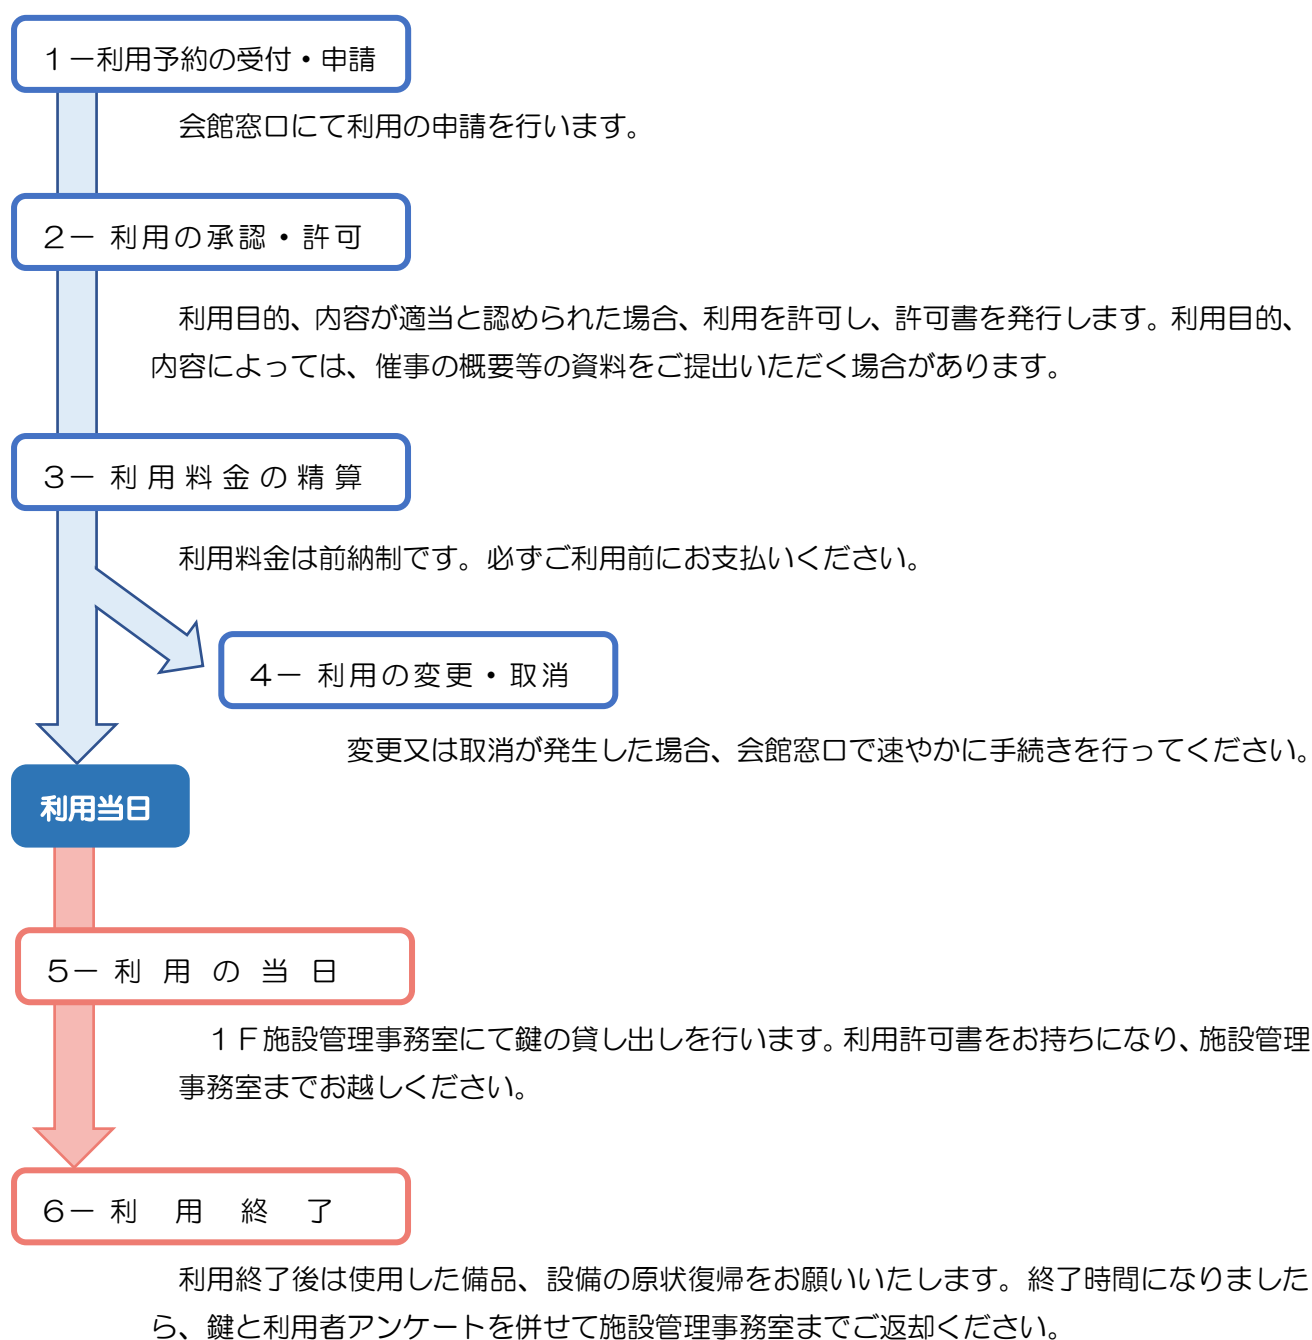 1－利用予約の受付・申請
会館窓口にて利用の申請を行います。
2－ 利用の承認・許可
利用目的、内容が適当と認められた場合、利用を許可し、許可書を発行します。利用目的、
内容によっては、催事の概要等の資料をご提出いただく場合があります。
3－ 利用料金の精算
利用料金は前納制です。必ずご利用前にお支払いください。
4－ 利用の変更・取消
変更又は取消が発生した場合、会館窓口で速やかに手続きを行ってください。
利用当日
5－ 利用の当日
1F施設管理事務室にて鍵の貸し出しを行います。利用許可書をお持ちになり、施設管理
事務室までお越しください。
6－ 利用終了
利用終了後は使用した備品、設備の原状復帰をお願いいたします。終了時間になりました
ら、鍵と利用者アンケートを併せて施設管理事務室までご返却ください。